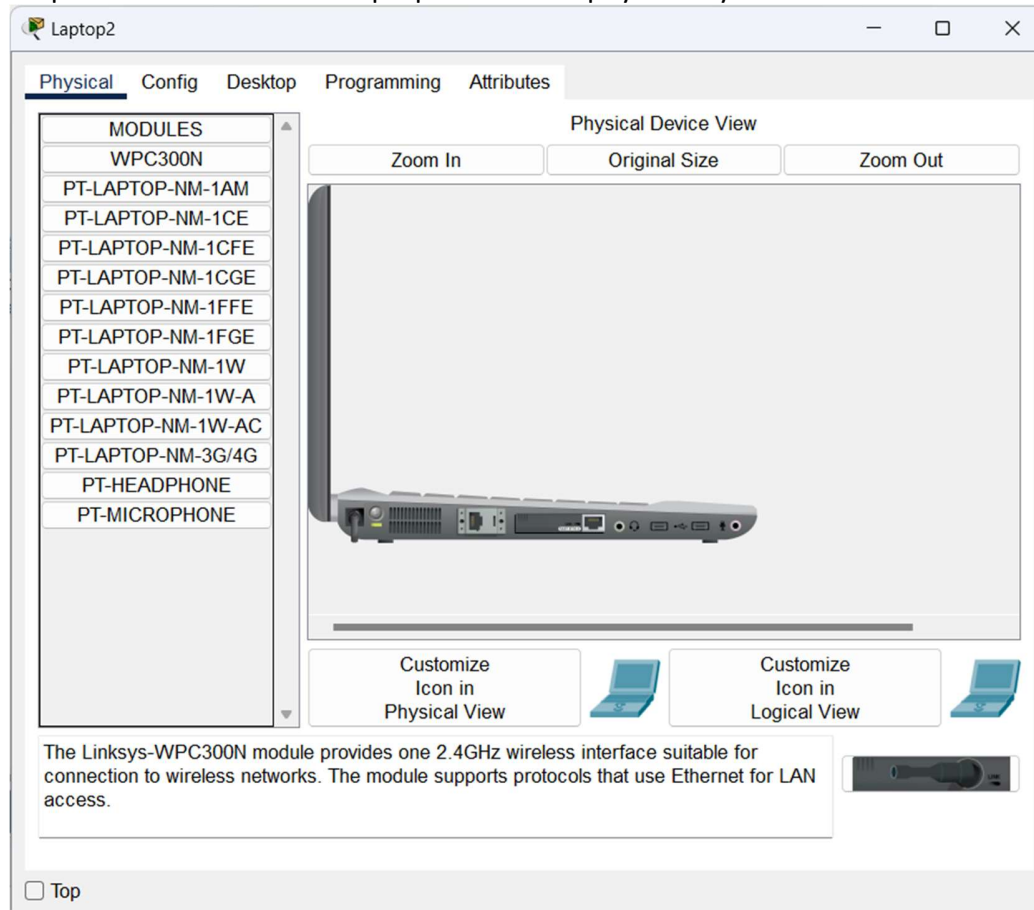 Laptop2
Physical Config Desktop Programming Attributes
MODULES
WPC300N
PT-LAPTOP-NM-1AM
PT-LAPTOP-NM-1CE
PT-LAPTOP-NM-1CFE
PT-LAPTOP-NM-1CGE
PT-LAPTOP-NM-1FFE
PT-LAPTOP-NM-1FGE
PT-LAPTOP-NM-1W
PT-LAPTOP-NM-1W-A
PT-LAPTOP-NM-1W-AC
PT-LAPTOP-NM-3G/4G
PT-HEADPHONE
PT-MICROPHONE
Physical Device View
Zoom In Original Size Zoom Out
Customize
Icon in
Physical View
Customize
Icon in
Logical View
The Linksys-WPC300N module provides one 2.4GHz wireless interface suitable for
connection to wireless networks. The module supports protocols that use Ethernet for LAN
access.
Top